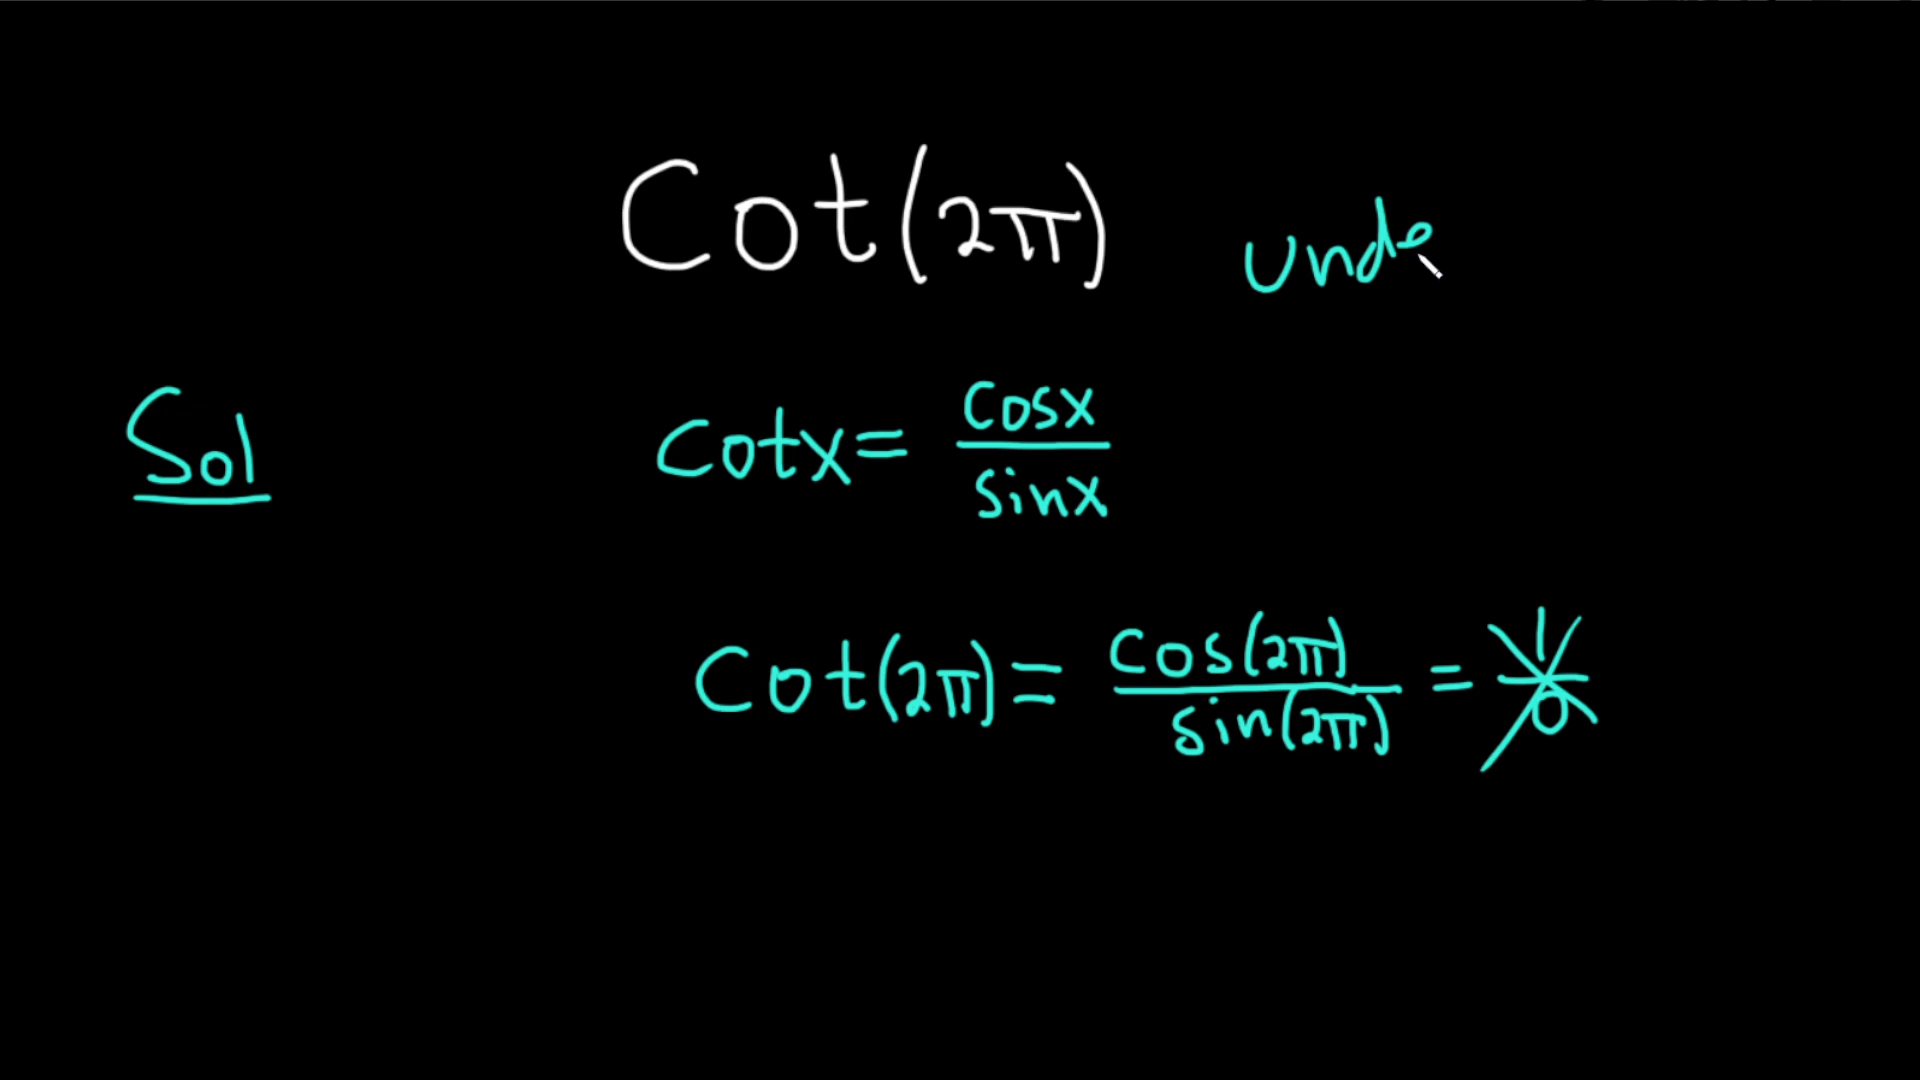 Cot(2π) unde
Sol
Cotx = cosx/sinx
Cot(2π) = cos(2π)/sin(2π) = 1/0